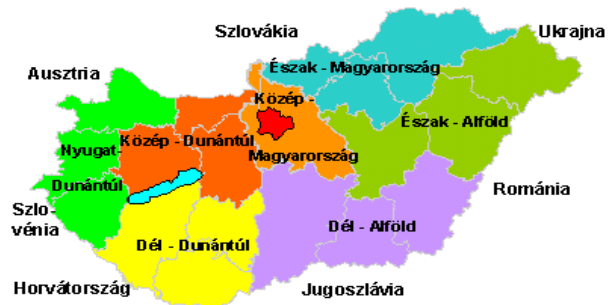 Szlovákia
Ukrajna
Ausztria
Észak - Magyarország
Közép -
Magyarország
Észak - Alföld
Nyugat-
Dunántúl
Közép - Dunántúl
Románia
Szlo-
vénia
Dél - Dunántúl
Dél - Alföld
Horvátország
Jugoszlávia